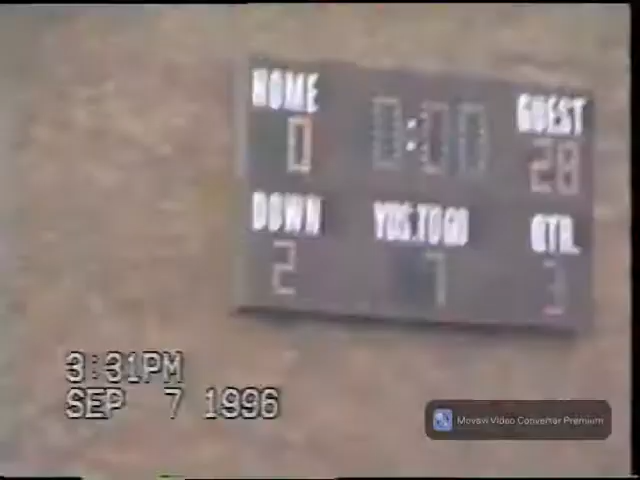 HOME 0:00 GUEST
0 28
DOWN YDS.TO GO QTR.
2 7 3
3:31PM
SEP 7 1996
Movavi Video Converter Premium